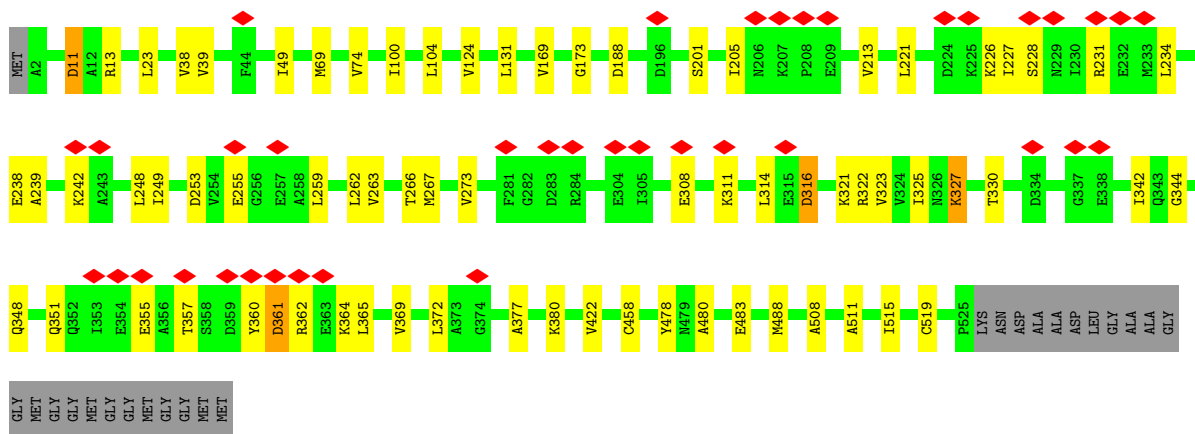 MET A2 D11 A12 R13 L23 V38 V39 F44 I49 M69 V74 I100 L104 V124 L131 V169 G173 D188 D196 S201 I205 N206 K207 P208 E209 V213 L221 D224 K225 K226 I227 S228 N229 I230 R231 E232 M233 L234
E238 A239 K242 A243 L248 I249 D253 V254 E255 G256 E257 A258 L259 L262 V263 T266 M267 V273 F281 G282 D283 R284 E304 I305 E308 K311 L314 E315 D316 K321 R322 V323 V324 I325 N326 K327 T330 D334 G337 E338 I342 Q343 G344
Q348 Q351 Q352 I353 E354 E355 A356 T357 S358 D359 Y360 D361 R362 E363 K364 L365 V369 L372 A373 G374 A377 K380 V422 C458 Y478 N479 A480 E483 M488 A508 A511 I515 C519 P525 LYS ASN ASP ALA ALA ASP LEU GLY ALA ALA GLY
GLY MET GLY GLY MET GLY GLY MET GLY GLY MET MET